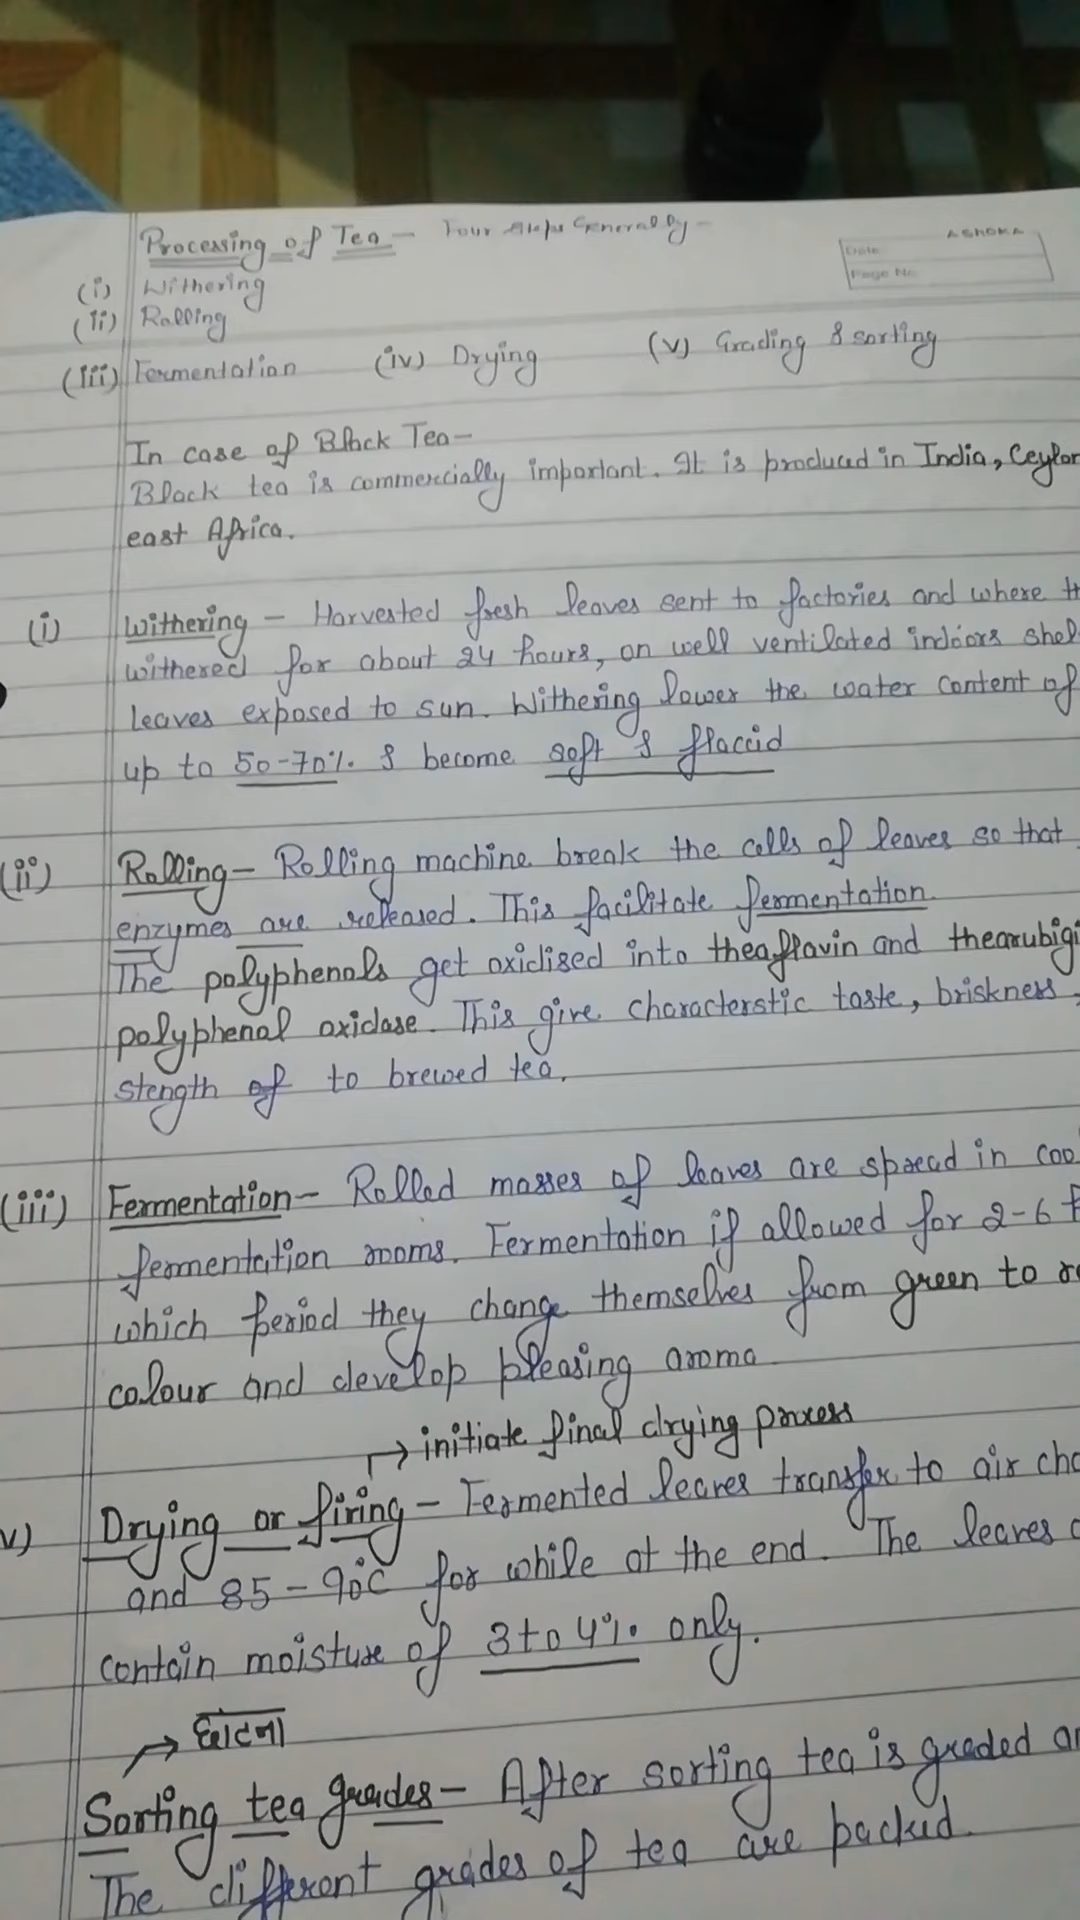 Processing of Tea - Four Steps Generally -
ASHOKA
Date
Page No.
(i) Withering
(ii) Rolling
(iii) Fermentation (iv) Drying (v) Grading & sorting
In case of Black Tea-
Black tea is commercially important. It is produced in India, Ceylon
east Africa.
(i) Withering - Harvested fresh leaves sent to factories and where
withered for about 24 hours, on well ventilated indoors
leaves exposed to sun. Withering lower the water content of
up to 50-70% & become soft & flaccid
(ii) Rolling - Rolling machine break the cells of leaves so that
enzymes are released. This facilitate fermentation.
The polyphenols get oxidised into theaflavin and thearubigi
polyphenal oxidase. This give characterstic taste, briskness
stength of to brewed tea.
(iii) Fermentation - Rolled masses of leaves are spread in coo
fermentation rooms. Fermentation if allowed for 2-6
which period they change themselves from green to
colour and develop pleasing aroma
→ initiate final drying process
v) Drying or firing - Fermented leaves transfer to air cha
and 85-90°C for while at the end. The leaves
contain moisture of 3 to 4% only.
→ छाँटना
Sorting tea grades - After sorting tea is graded
The different grades of tea are packed.